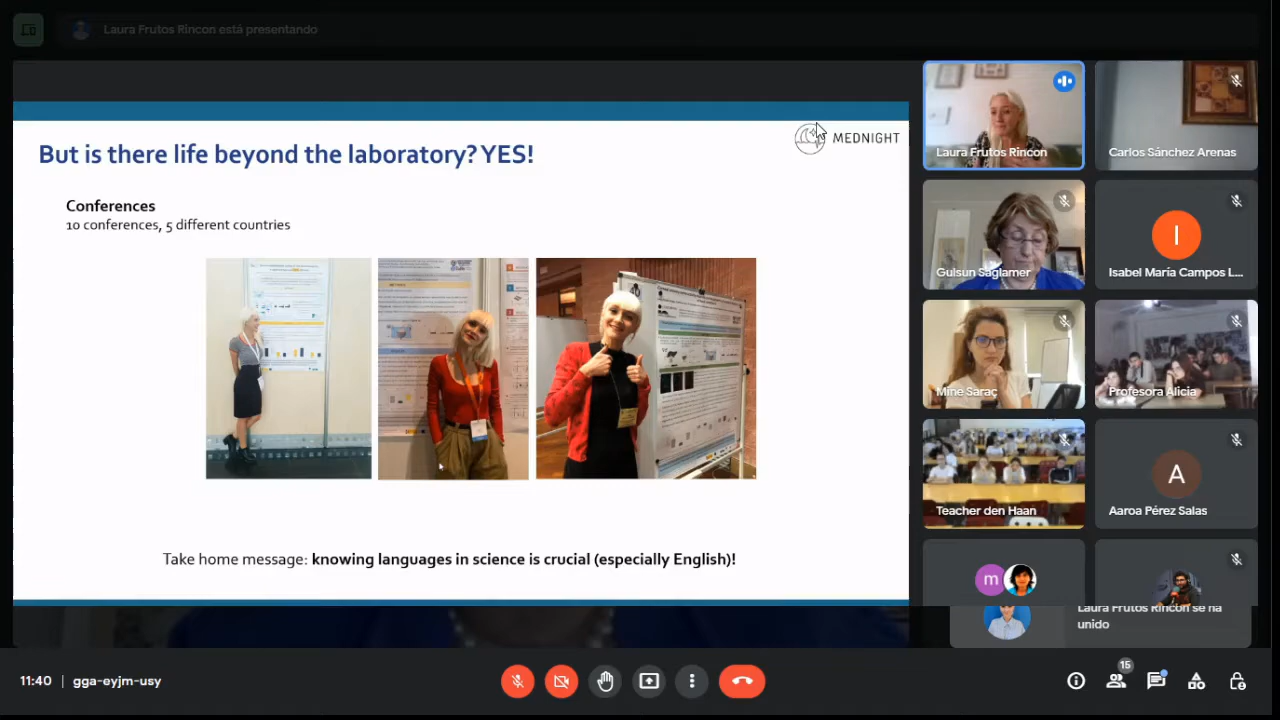 Laura Frutos Rincon está presentando
But is there life beyond the laboratory? YES!
MEDNIGHT
Conferences
10 conferences, 5 different countries
Take home message: knowing languages in science is crucial (especially English)!
Laura Frutos Rincon
Carlos Sánchez Arenas
Gulsun Saglamer
I
Isabel María Campos L...
Mine Saraç
Profesora Alicia
Teacher den Haan
A
Aaroa Pérez Salas
m
Laura Frutos Rincon se ha
unido
11:40 | gga-eyjm-usy
15